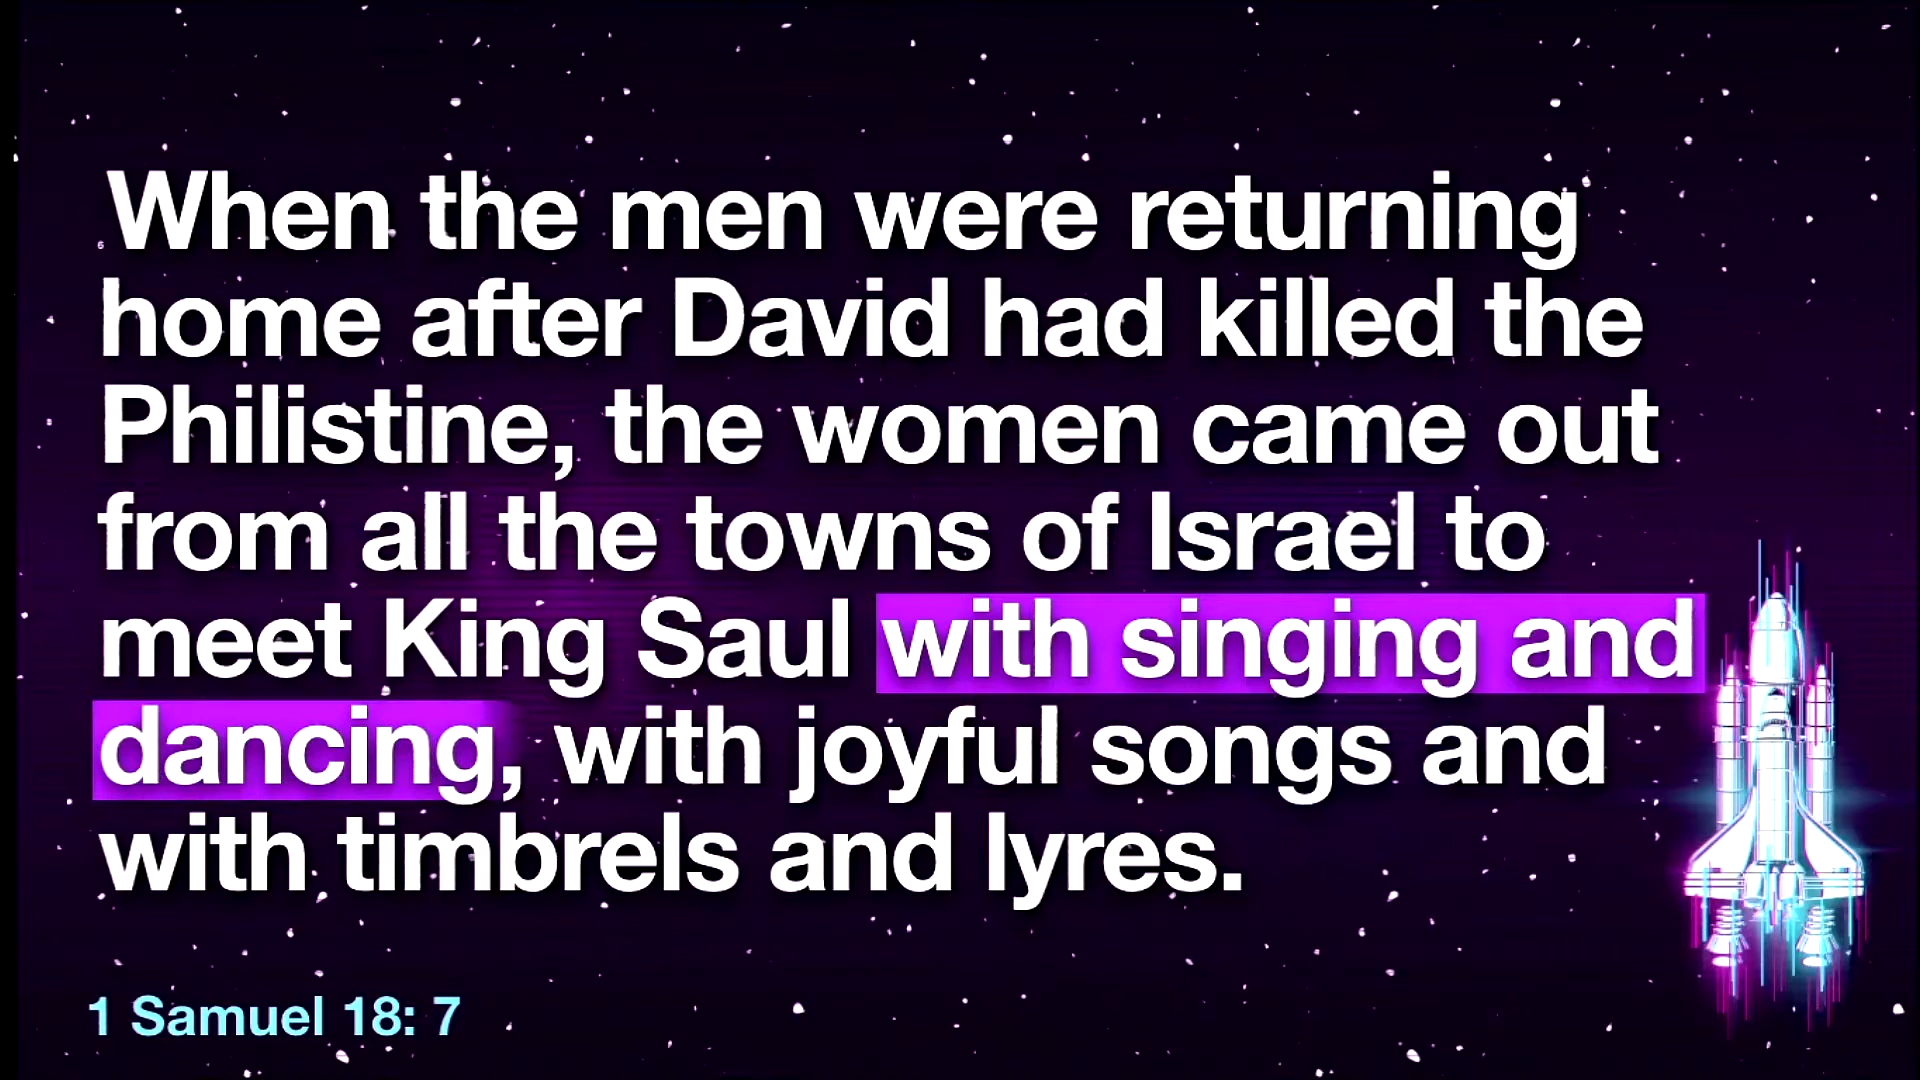 6 When the men were returning
home after David had killed the
Philistine, the women came out
from all the towns of Israel to
meet King Saul with singing and
dancing, with joyful songs and
with timbrels and lyres.
1 Samuel 18: 7